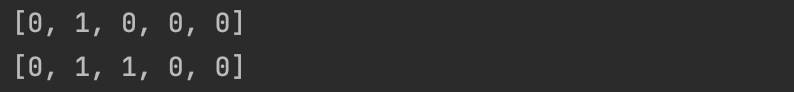 [0, 1, 0, 0, 0]
[0, 1, 1, 0, 0]